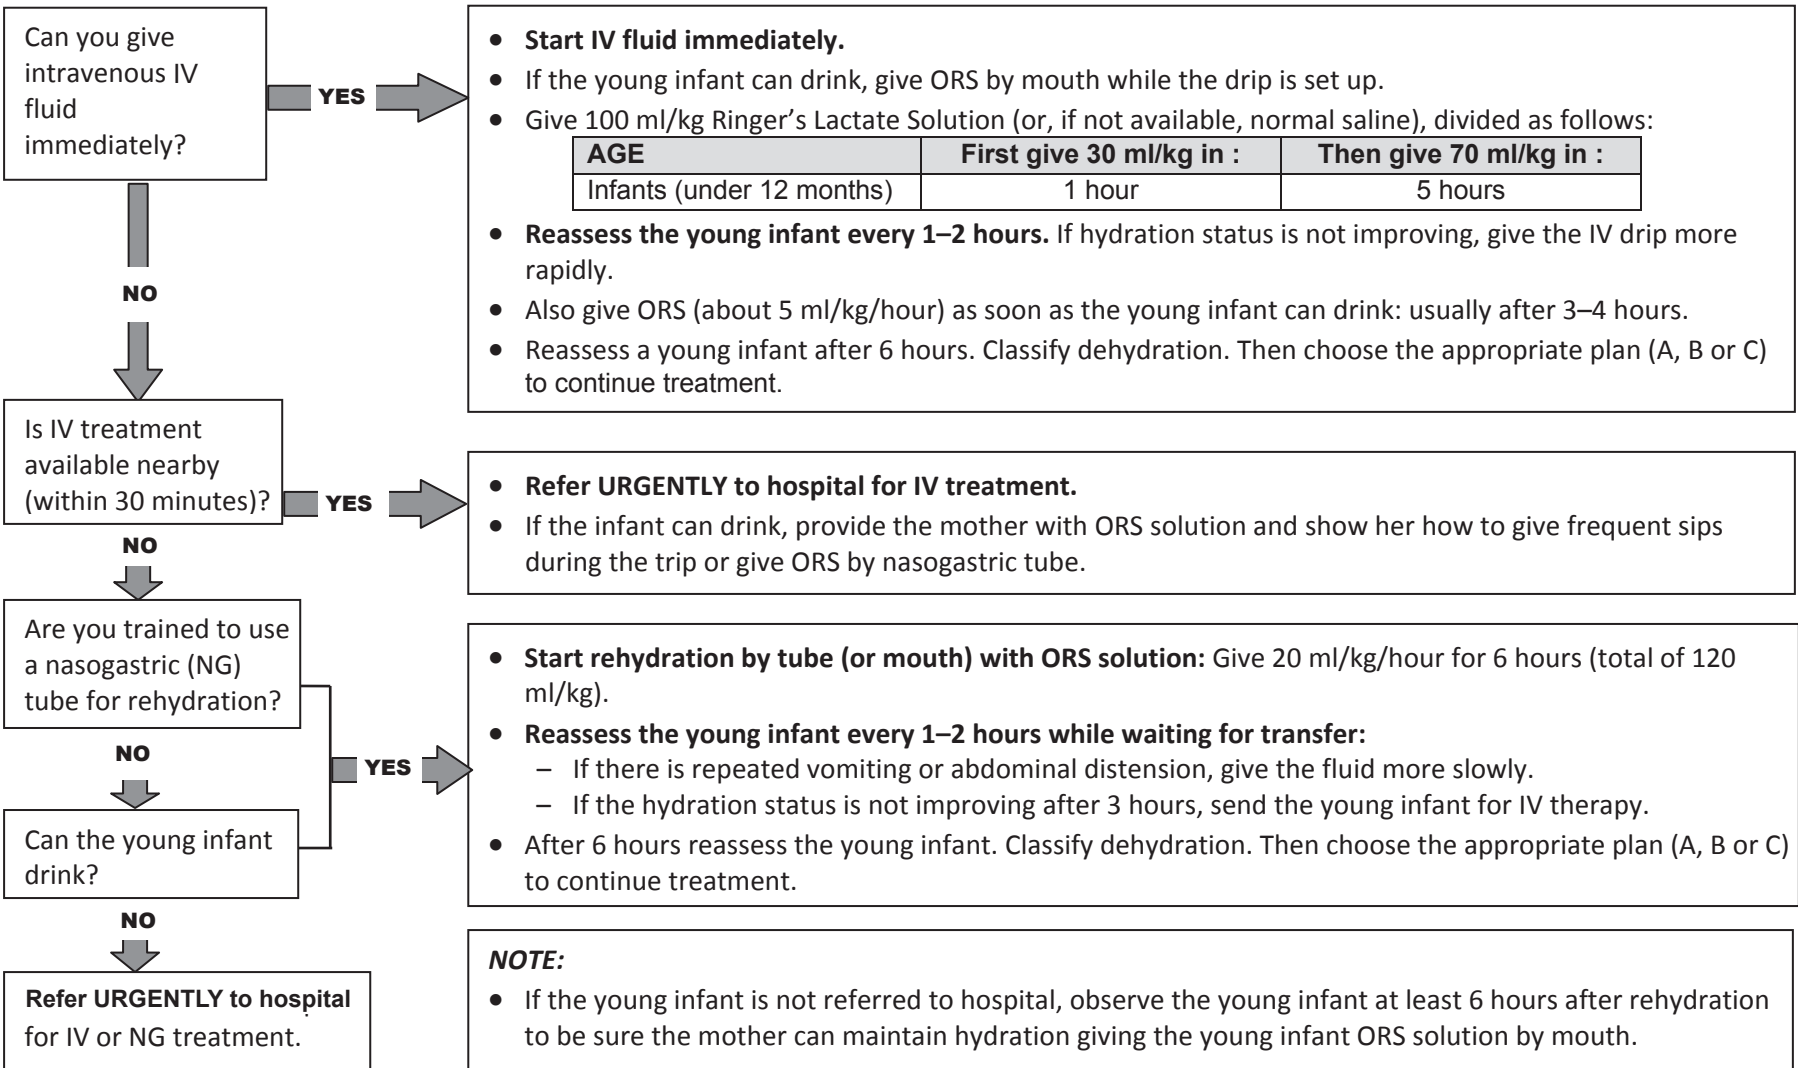 Can you give
intravenous IV
fluid
immediately?
YES
• Start IV fluid immediately.
• If the young infant can drink, give ORS by mouth while the drip is set up.
• Give 100 ml/kg Ringer’s Lactate Solution (or, if not available, normal saline), divided as follows:
AGE First give 30 ml/kg in : Then give 70 ml/kg in :
Infants (under 12 months) 1 hour 5 hours
• Reassess the young infant every 1–2 hours. If hydration status is not improving, give the IV drip more
rapidly.
• Also give ORS (about 5 ml/kg/hour) as soon as the young infant can drink: usually after 3–4 hours.
• Reassess a young infant after 6 hours. Classify dehydration. Then choose the appropriate plan (A, B or C)
to continue treatment.
NO
Is IV treatment
available nearby
(within 30 minutes)?
YES
• Refer URGENTLY to hospital for IV treatment.
• If the infant can drink, provide the mother with ORS solution and show her how to give frequent sips
during the trip or give ORS by nasogastric tube.
NO
Are you trained to use
a nasogastric (NG)
tube for rehydration?
NO
Can the young infant
drink?
YES
• Start rehydration by tube (or mouth) with ORS solution: Give 20 ml/kg/hour for 6 hours (total of 120
ml/kg).
• Reassess the young infant every 1–2 hours while waiting for transfer:
– If there is repeated vomiting or abdominal distension, give the fluid more slowly.
– If the hydration status is not improving after 3 hours, send the young infant for IV therapy.
• After 6 hours reassess the young infant. Classify dehydration. Then choose the appropriate plan (A, B or C)
to continue treatment.
NO
Refer URGENTLY to hospital
for IV or NG treatment.
NOTE:
• If the young infant is not referred to hospital, observe the young infant at least 6 hours after rehydration
to be sure the mother can maintain hydration giving the young infant ORS solution by mouth.